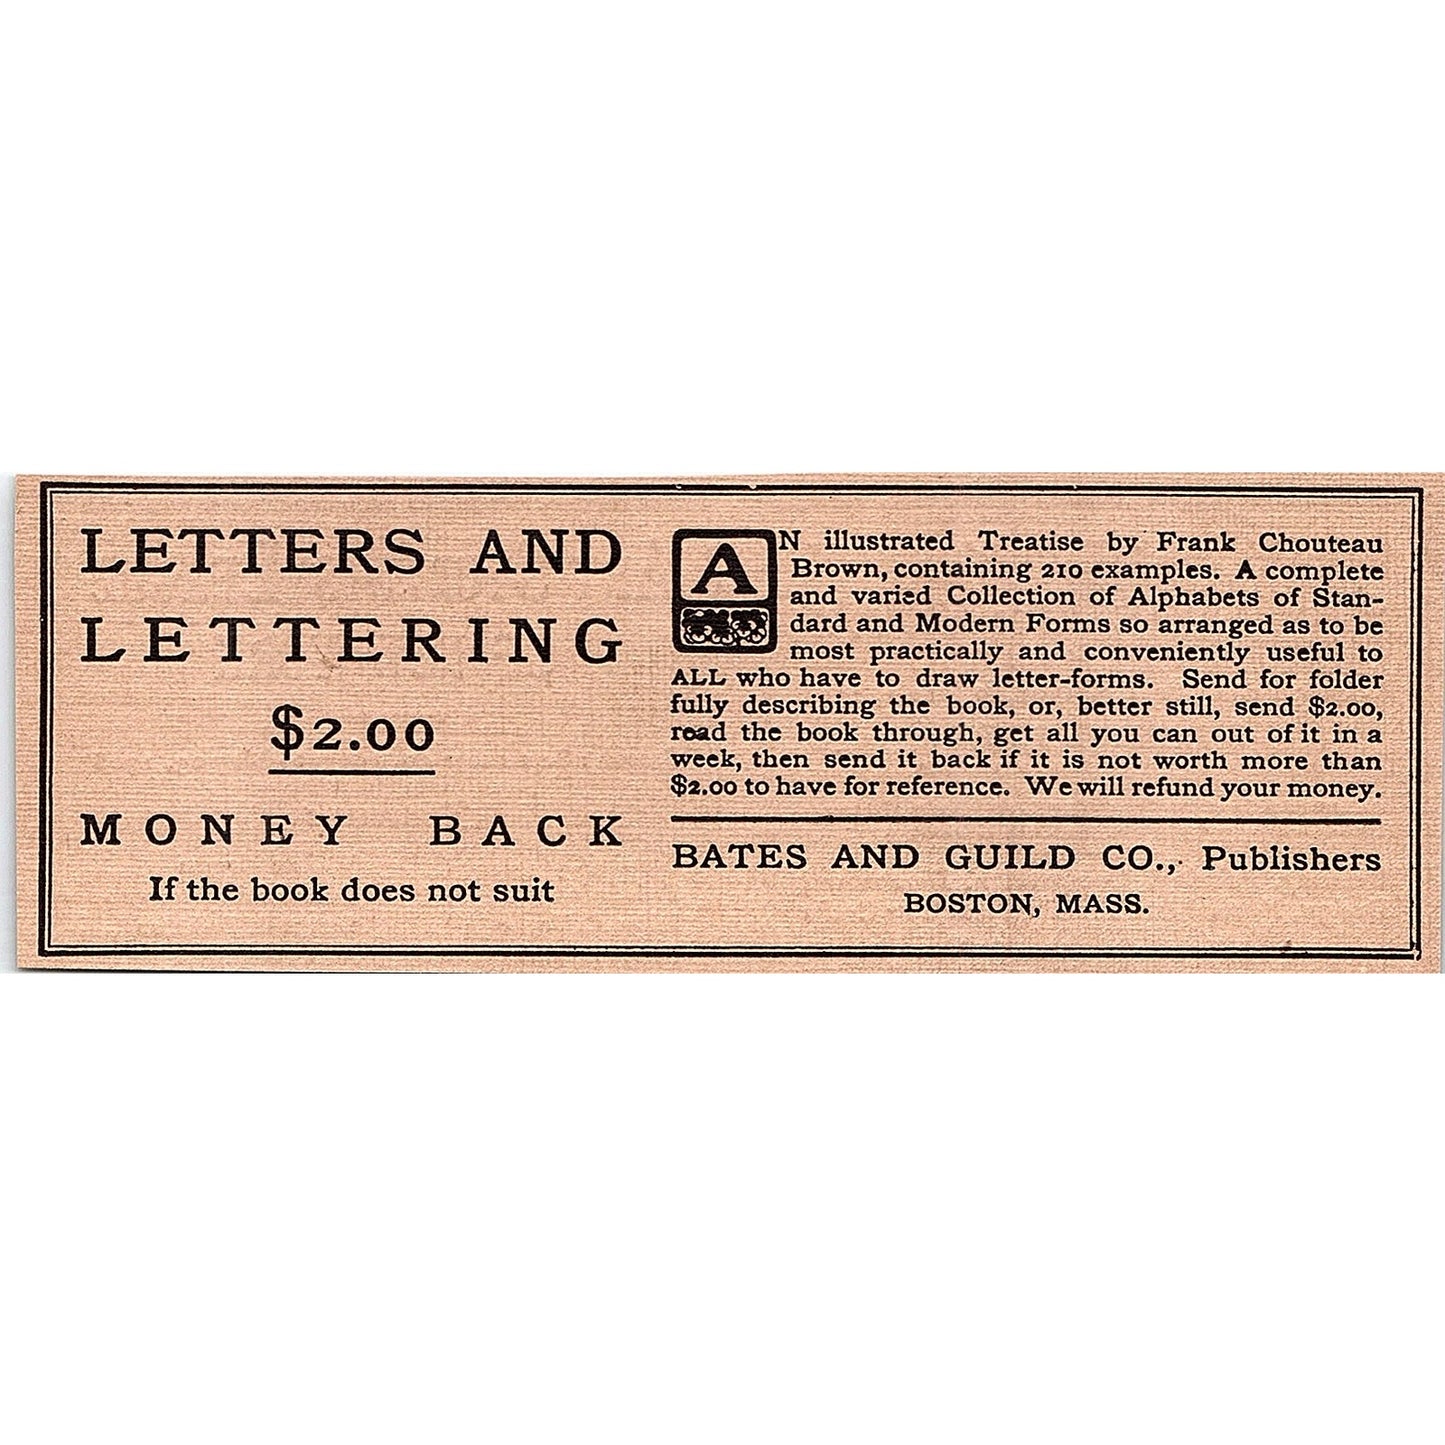 LETTERS AND
LETTERING
$2.00
MONEY BACK
If the book does not suit
AN illustrated Treatise by Frank Chouteau
Brown, containing 210 examples. A complete
and varied Collection of Alphabets of Stan-
dard and Modern Forms so arranged as to be
most practically and conveniently useful to
ALL who have to draw letter-forms. Send for folder
fully describing the book, or, better still, send $2.00,
read the book through, get all you can out of it in a
week, then send it back if it is not worth more than
$2.00 to have for reference. We will refund your money.
BATES AND GUILD CO., Publishers
BOSTON, MASS.